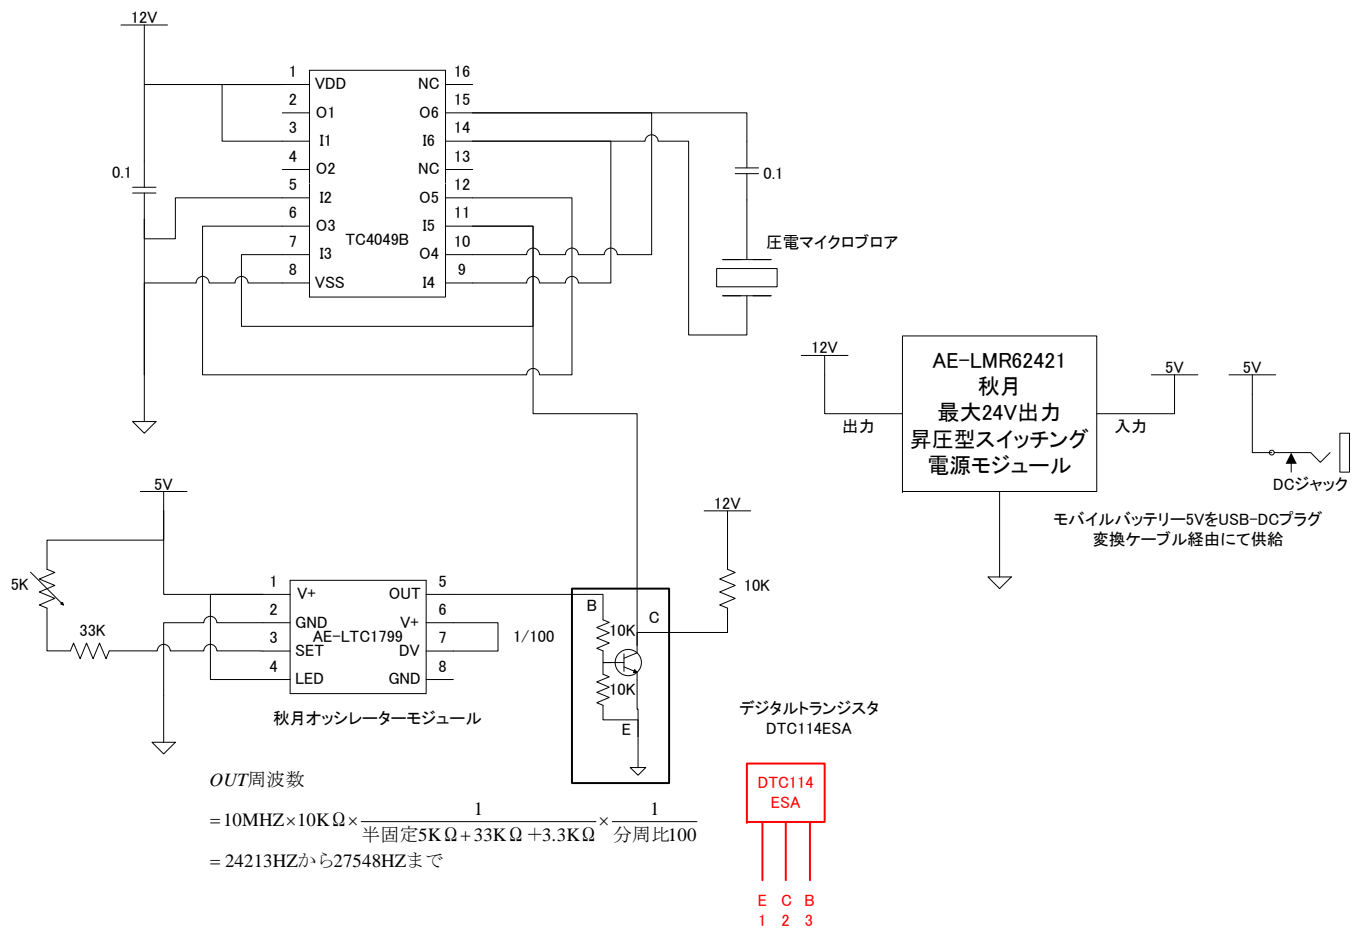 12V
0.1
1
2
3
4
5
6
7
8
VDD
O1
I1
O2
I2
O3
I3
VSS
TC4049B
NC
O6
I6
NC
O5
I5
O4
I4
16
15
14
13
12
11
10
9
0.1
圧電マイクロブロア
12V
出力
AE-LMR62421
秋月
最大24V出力
昇圧型スイッチング
電源モジュール
5V
入力
5V
DCジャック
モバイルバッテリー5VをUSB-DCプラグ
変換ケーブル経由にて供給
5V
5K
33K
1
2
3
4
V+
GND
SET
LED
AE-LTC1799
OUT
V+
DV
GND
5
6
7
8
1/100
秋月オッシレーターモジュール
B
C
10K
10K
E
12V
10K
デジタルトランジスタ
DTC114ESA
DTC114
ESA
E
C
B
1
2
3
OUT周波数
=10MHZ×10KΩ×1/半固定5KΩ+33KΩ+3.3KΩ×1/分周比100
=24213HZから27548HZまで